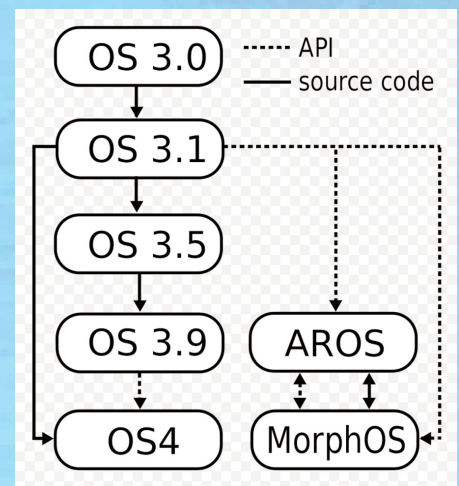 OS 3.0
API
source code
OS 3.1
OS 3.5
OS 3.9
AROS
OS4
MorphOS